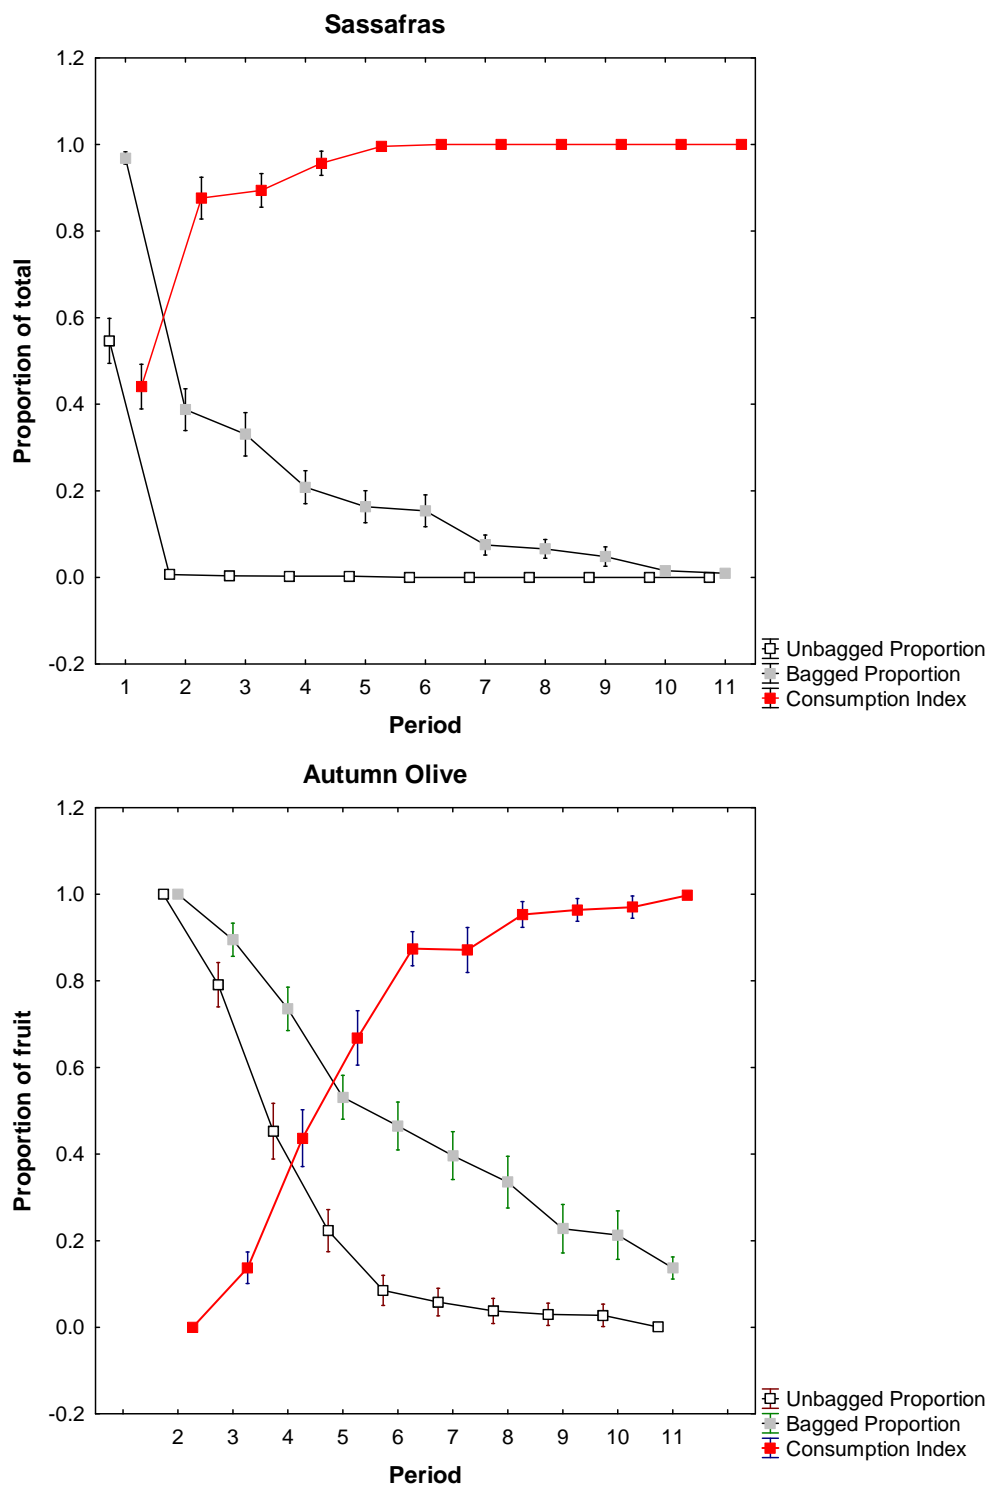 Sassafras
1.2
1.0
0.8
0.6
0.4
0.2
0.0
-0.2
Proportion of total
1 2 3 4 5 6 7 8 9 10 11
Period
Unbagged Proportion
Bagged Proportion
Consumption Index
Autumn Olive
1.2
1.0
0.8
0.6
0.4
0.2
0.0
-0.2
Proportion of fruit
2 3 4 5 6 7 8 9 10 11
Period
Unbagged Proportion
Bagged Proportion
Consumption Index